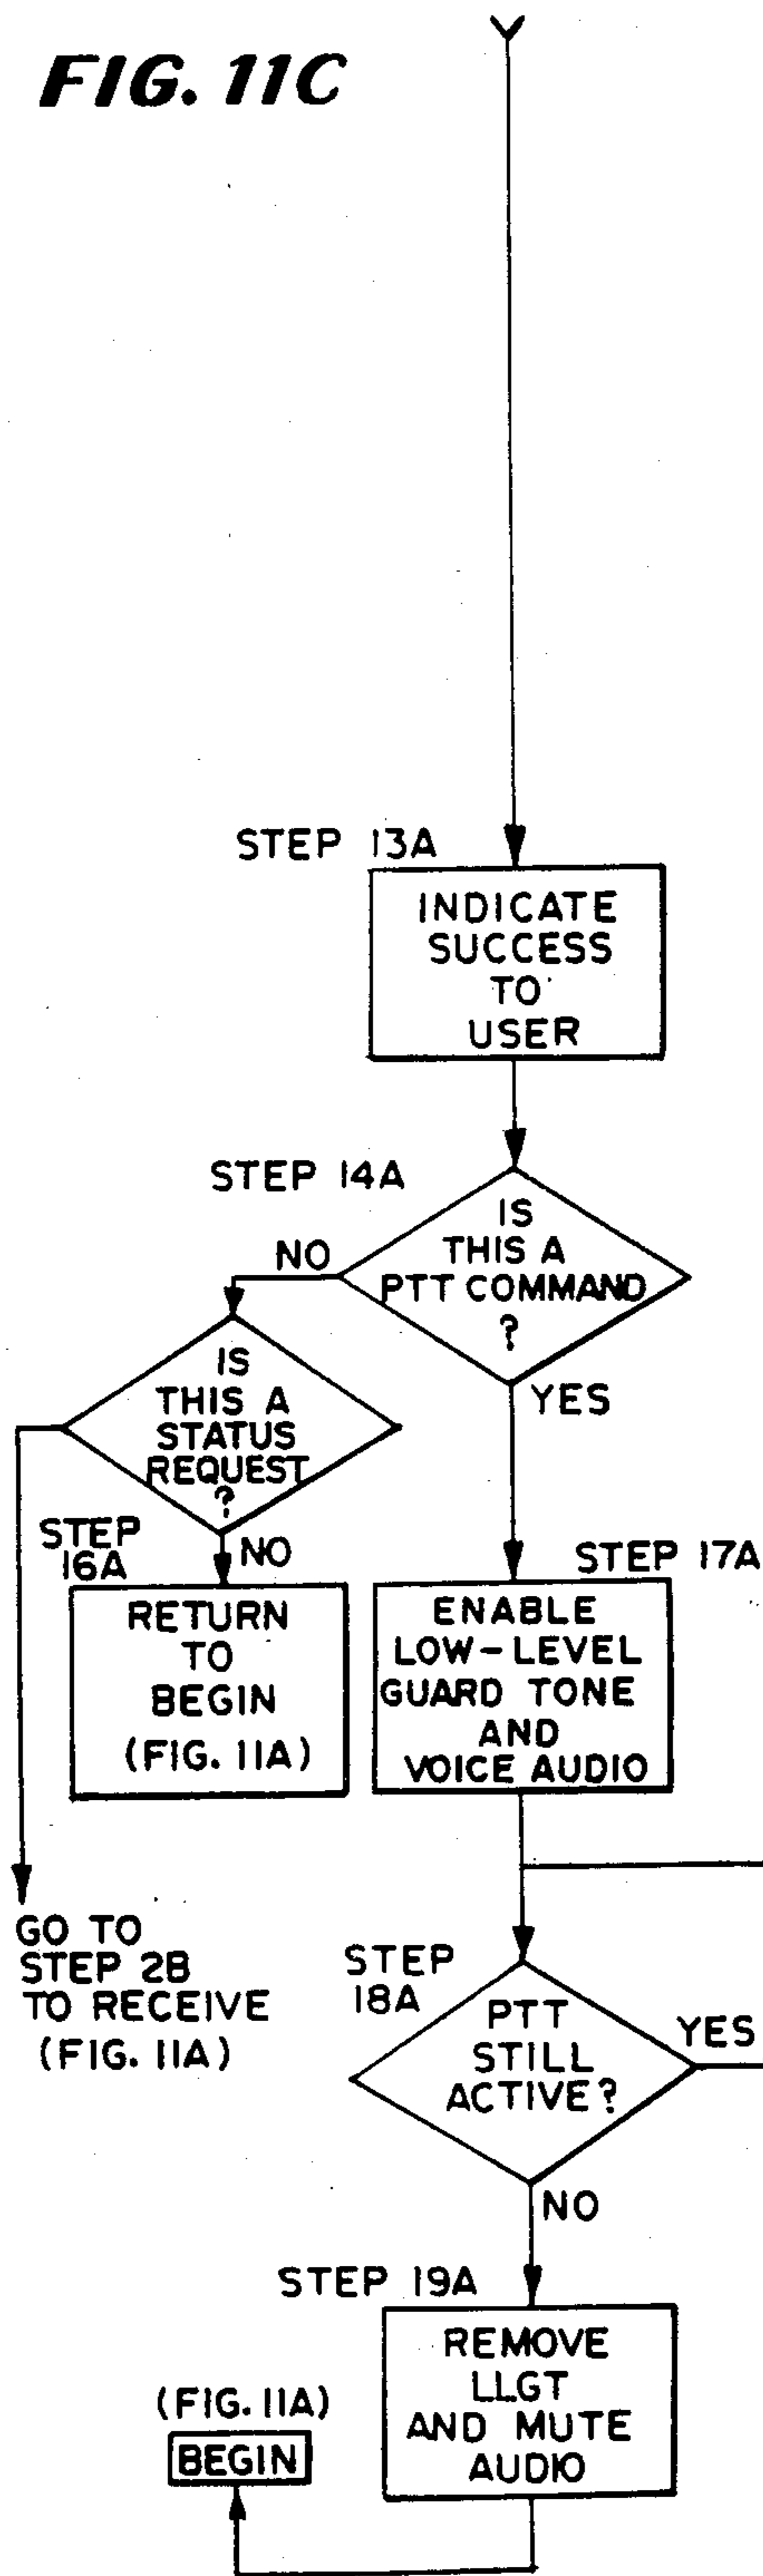 FIG. 11C
STEP 13A
INDICATE
SUCCESS
TO
USER
STEP 14A
IS
THIS A
PTT COMMAND
?
NO
YES
IS
THIS A
STATUS
REQUEST
?
STEP
16A
NO
RETURN
TO
BEGIN
(FIG. 11A)
STEP 17A
ENABLE
LOW-LEVEL
GUARD TONE
AND
VOICE AUDIO
GO TO
STEP 2B
TO RECEIVE
(FIG. 11A)
STEP
18A
PTT
STILL
ACTIVE?
YES
NO
STEP 19A
REMOVE
LLGT
AND MUTE
AUDIO
(FIG. 11A)
BEGIN